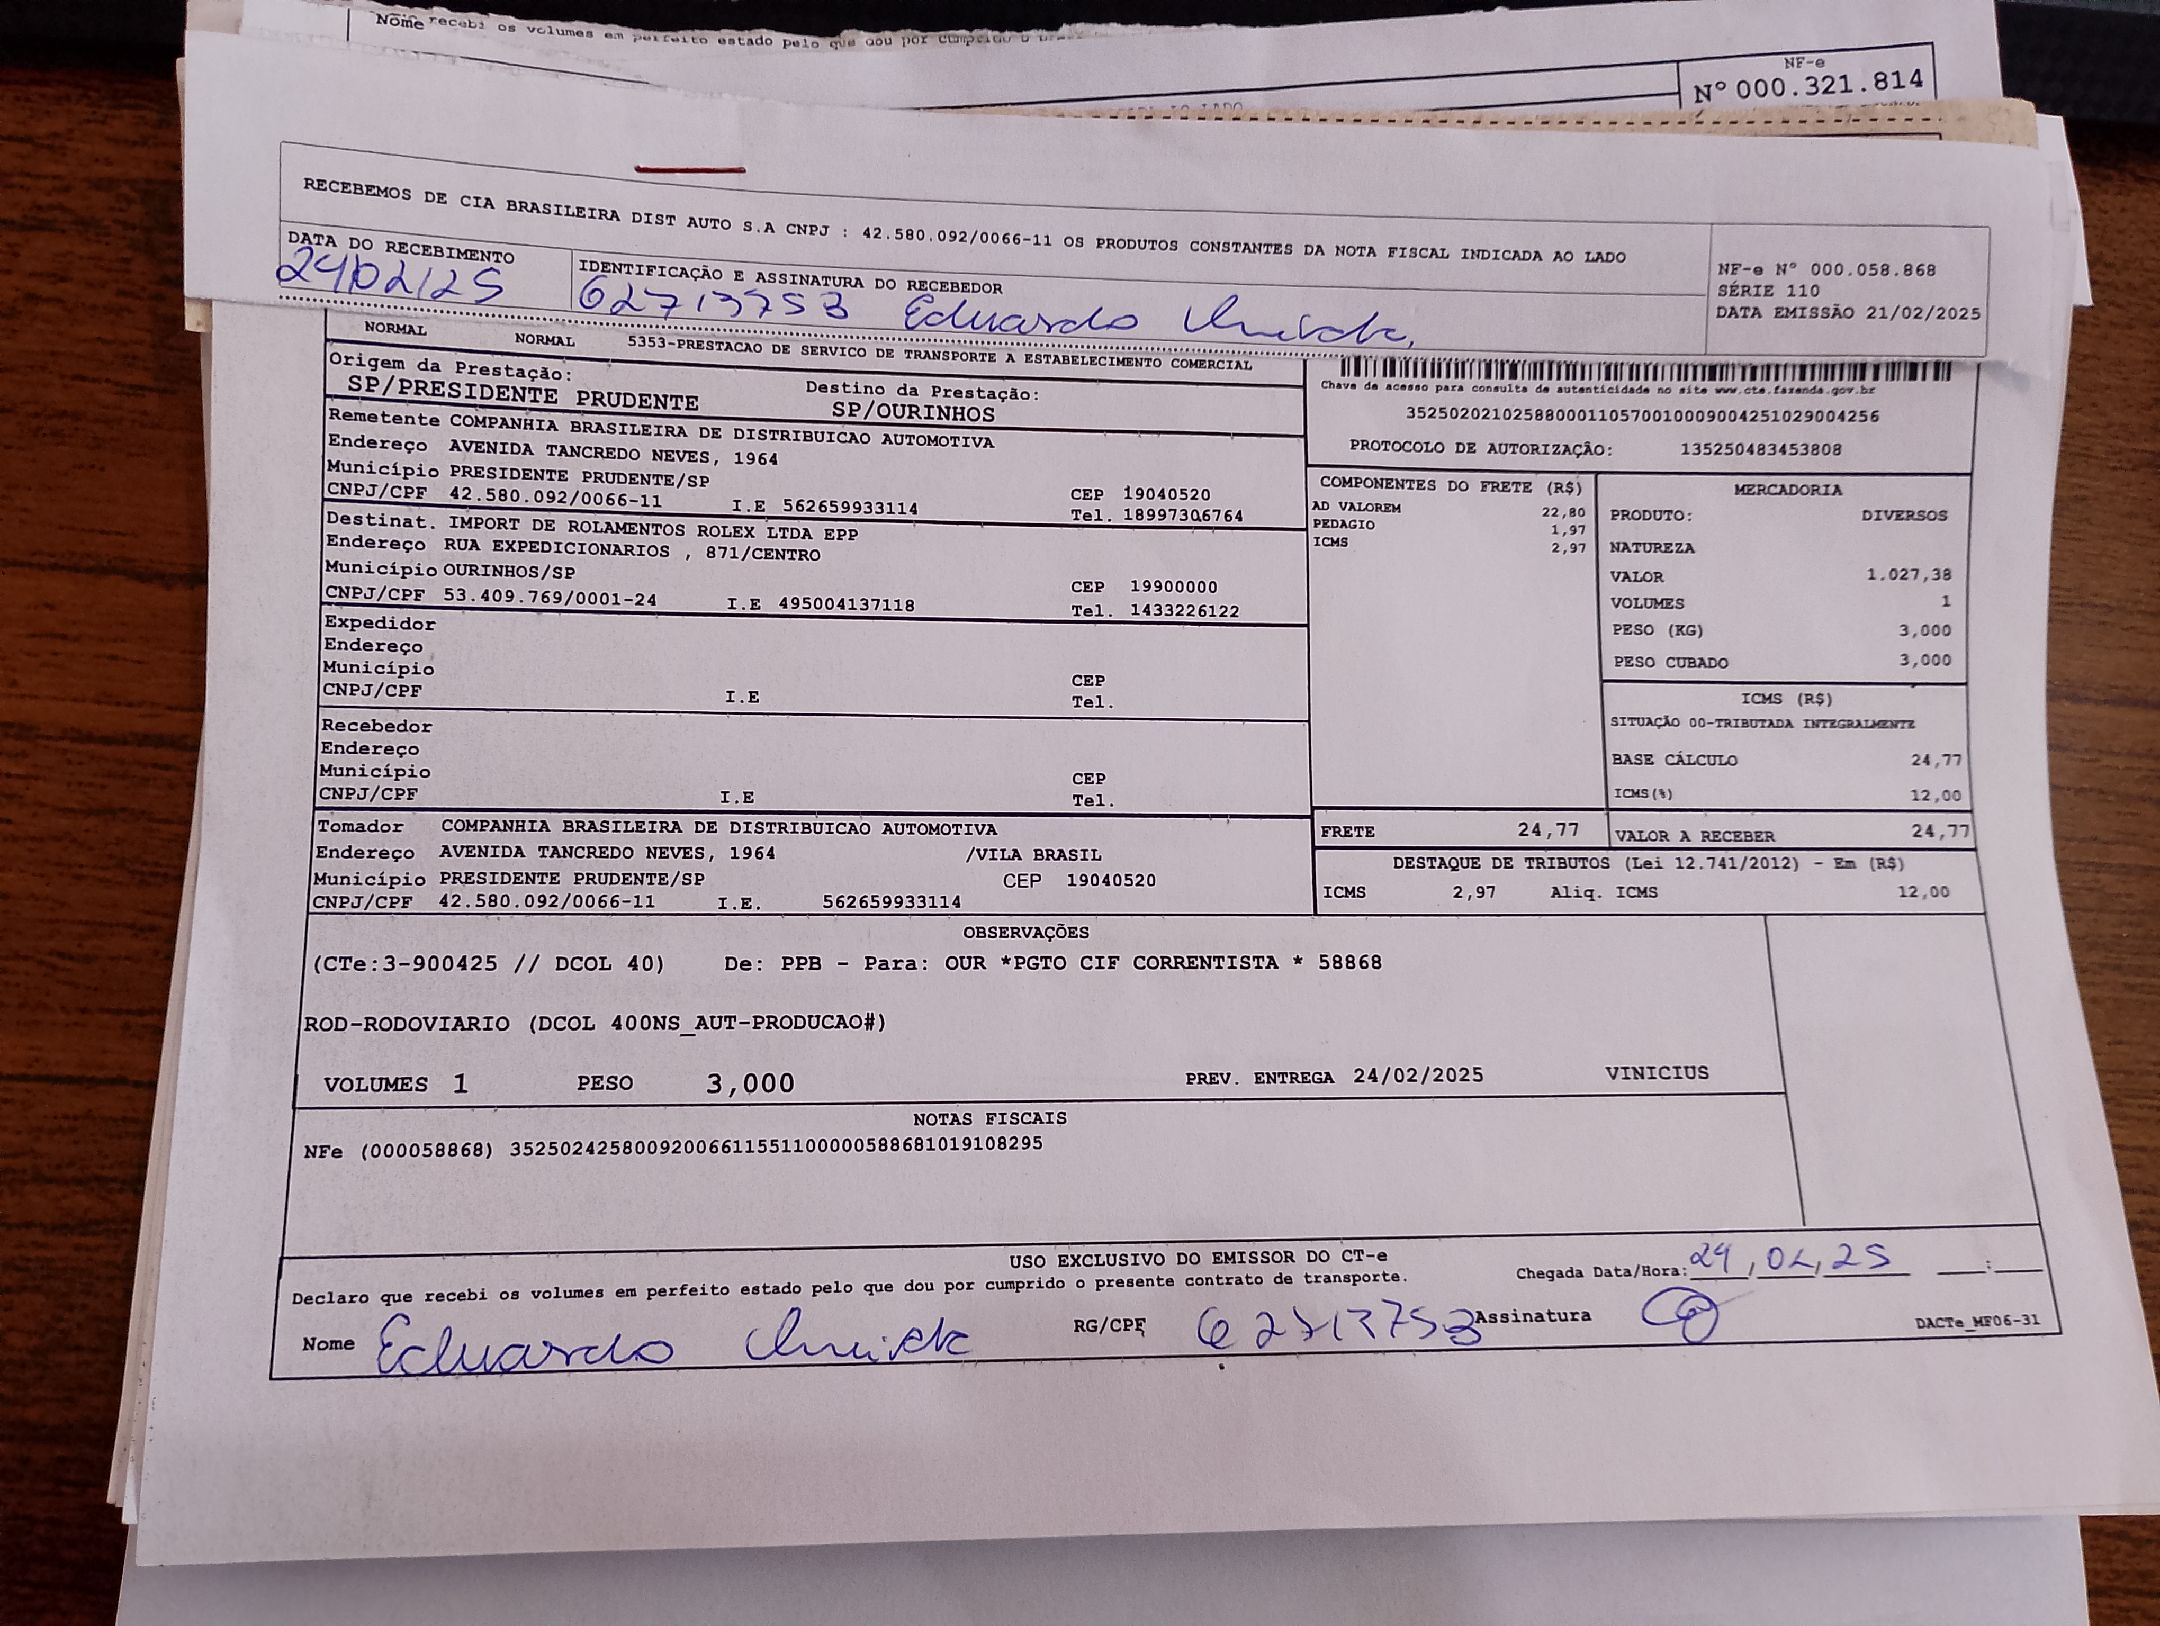 Nome recebi os volumes em perfeito estado pelo que dou por cumprido o
NF-e
Nº 000.321.814
RECEBEMOS DE CIA BRASILEIRA DIST AUTO S.A CNPJ : 42.580.092/0066-11 OS PRODUTOS CONSTANTES DA NOTA FISCAL INDICADA AO LADO
DATA DO RECEBIMENTO
24/02/25
IDENTIFICAÇÃO E ASSINATURA DO RECEBEDOR
62713753 Eduardo
NF-e Nº 000.058.868
SÉRIE 110
DATA EMISSÃO 21/02/2025
NORMAL NORMAL 5353-PRESTACAO DE SERVICO DE TRANSPORTE A ESTABELECIMENTO COMERCIAL
Origem da Prestação: Destino da Prestação:
SP/PRESIDENTE PRUDENTE SP/OURINHOS
Remetente COMPANHIA BRASILEIRA DE DISTRIBUICAO AUTOMOTIVA
Endereço AVENIDA TANCREDO NEVES, 1964
Município PRESIDENTE PRUDENTE/SP CEP 19040520
CNPJ/CPF 42.580.092/0066-11 I.E 562659933114 Tel. 18997306764
Destinat. IMPORT DE ROLAMENTOS ROLEX LTDA EPP
Endereço RUA EXPEDICIONARIOS , 871/CENTRO
Município OURINHOS/SP CEP 19900000
CNPJ/CPF 53.409.769/0001-24 I.E 495004137118 Tel. 1433226122
Expedidor
Endereço
Município CEP
CNPJ/CPF I.E Tel.
Recebedor
Endereço
Município CEP
CNPJ/CPF I.E Tel.
Tomador COMPANHIA BRASILEIRA DE DISTRIBUICAO AUTOMOTIVA
Endereço AVENIDA TANCREDO NEVES, 1964 /VILA BRASIL
Município PRESIDENTE PRUDENTE/SP CEP 19040520
CNPJ/CPF 42.580.092/0066-11 I.E. 562659933114
Chave de acesso para consulta de autenticidade no site www.cte.fazenda.gov.br
35250202102588000110570010009004251029004256
PROTOCOLO DE AUTORIZAÇÂO: 135250483453808
COMPONENTES DO FRETE (R$)
AD VALOREM 22,80
PEDAGIO 1,97
ICMS 2,97
MERCADORIA
PRODUTO: DIVERSOS
NATUREZA
VALOR 1.027,38
VOLUMES 1
PESO (KG) 3,000
PESO CUBADO 3,000
ICMS (R$)
SITUAÇÃO 00-TRIBUTADA INTEGRALMENTE
BASE CÁLCULO 24,77
ICMS(%) 12,00
FRETE 24,77 VALOR A RECEBER 24,77
DESTAQUE DE TRIBUTOS (Lei 12.741/2012) - Em (R$)
ICMS 2,97 Aliq. ICMS 12,00
OBSERVAÇÕES
(CTe:3-900425 // DCOL 40) De: PPB - Para: OUR *PGTO CIF CORRENTISTA * 58868
ROD-RODOVIARIO (DCOL 400NS_AUT-PRODUCAO#)
VOLUMES 1 PESO 3,000 PREV. ENTREGA 24/02/2025 VINICIUS
NOTAS FISCAIS
NFe (000058868) 35250242580092006611551100000588681019108295
USO EXCLUSIVO DO EMISSOR DO CT-e
Declaro que recebi os volumes em perfeito estado pelo que dou por cumprido o presente contrato de transporte. Chegada Data/Hora: 24, 02, 25 :
Nome Eduardo RG/CPF 62713753 Assinatura
DACTe_MF06-31